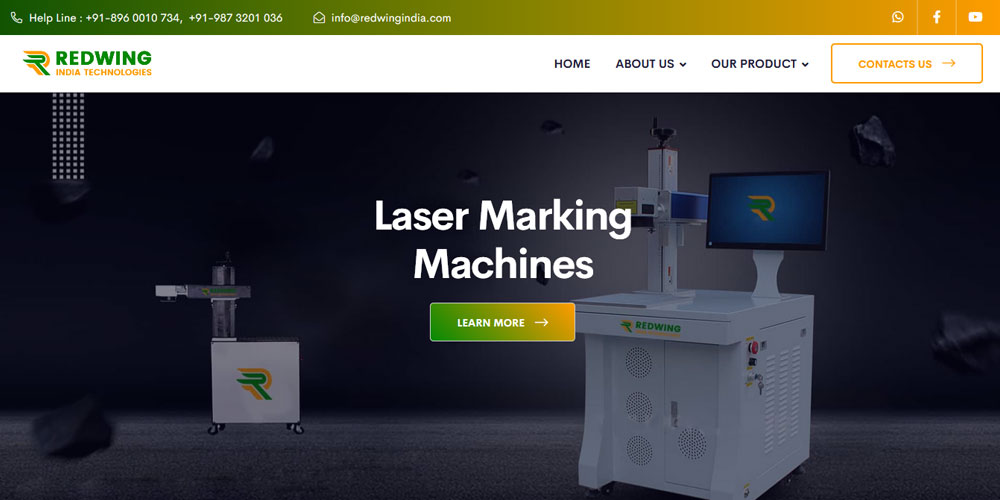 Help Line : +91-896 0010 734, +91-987 3201 036 info@redwingindia.com
REDWING
INDIA TECHNOLOGIES
HOME ABOUT US OUR PRODUCT CONTACTS US
Laser Marking
Machines
LEARN MORE
REDWING
REDWING